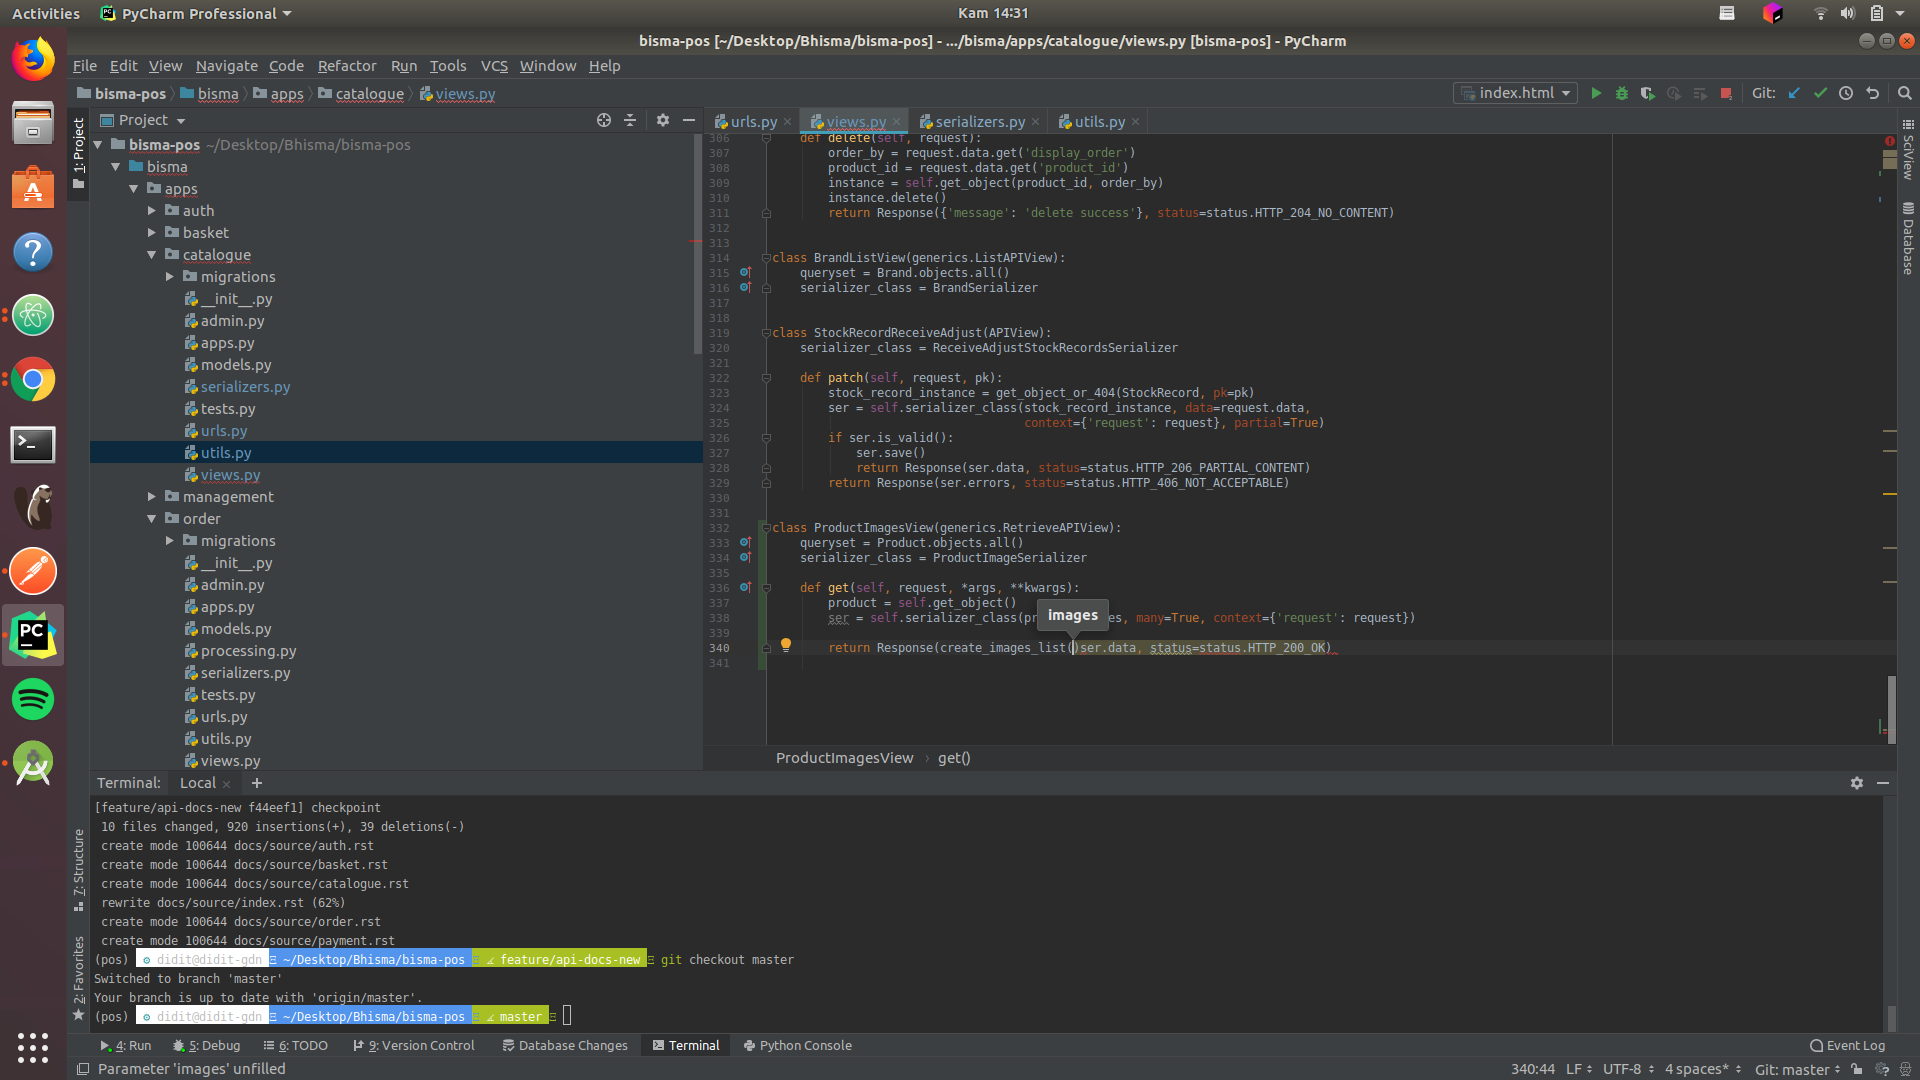 Activities PyCharm Professional Kam 14:31
bisma-pos [~/Desktop/Bhisma/bisma-pos] - .../bisma/apps/catalogue/views.py [bisma-pos] - PyCharm
File Edit View Navigate Code Refactor Run Tools VCS Window Help
bisma-pos bisma apps catalogue views.py index.html Git:
1: Project
Project
bisma-pos ~/Desktop/Bhisma/bisma-pos
bisma
apps
auth
basket
catalogue
migrations
__init__.py
admin.py
apps.py
models.py
serializers.py
tests.py
urls.py
utils.py
views.py
management
order
migrations
__init__.py
admin.py
apps.py
models.py
processing.py
serializers.py
tests.py
urls.py
utils.py
views.py
urls.py views.py serializers.py utils.py
306 def delete(self, request):
307 order_by = request.data.get('display_order')
308 product_id = request.data.get('product_id')
309 instance = self.get_object(product_id, order_by)
310 instance.delete()
311 return Response({'message': 'delete success'}, status=status.HTTP_204_NO_CONTENT)
312
313
314 class BrandListView(generics.ListAPIView):
315 queryset = Brand.objects.all()
316 serializer_class = BrandSerializer
317
318
319 class StockRecordReceiveAdjust(APIView):
320 serializer_class = ReceiveAdjustStockRecordsSerializer
321
322 def patch(self, request, pk):
323 stock_record_instance = get_object_or_404(StockRecord, pk=pk)
324 ser = self.serializer_class(stock_record_instance, data=request.data,
325 context={'request': request}, partial=True)
326 if ser.is_valid():
327 ser.save()
328 return Response(ser.data, status=status.HTTP_206_PARTIAL_CONTENT)
329 return Response(ser.errors, status=status.HTTP_406_NOT_ACCEPTABLE)
330
331
332 class ProductImagesView(generics.RetrieveAPIView):
333 queryset = Product.objects.all()
334 serializer_class = ProductImageSerializer
335
336 def get(self, request, *args, **kwargs):
337 product = self.get_object()
images
338 ser = self.serializer_class(pr es, many=True, context={'request': request})
339
340 return Response(create_images_list()ser.data, status=status.HTTP_200_OK)
341
ProductImagesView get()
SciView
Database
Terminal: Local
[feature/api-docs-new f44eef1] checkpoint
10 files changed, 920 insertions(+), 39 deletions(-)
create mode 100644 docs/source/auth.rst
create mode 100644 docs/source/basket.rst
create mode 100644 docs/source/catalogue.rst
rewrite docs/source/index.rst (62%)
create mode 100644 docs/source/order.rst
create mode 100644 docs/source/payment.rst
(pos) didit@didit-gdn ~/Desktop/Bhisma/bisma-pos feature/api-docs-new git checkout master
Switched to branch 'master'
Your branch is up to date with 'origin/master'.
(pos) didit@didit-gdn ~/Desktop/Bhisma/bisma-pos master
7: Structure
2: Favorites
4: Run 5: Debug 6: TODO 9: Version Control Database Changes Terminal Python Console Event Log
Parameter 'images' unfilled 340:44 LF UTF-8 4 spaces* Git: master